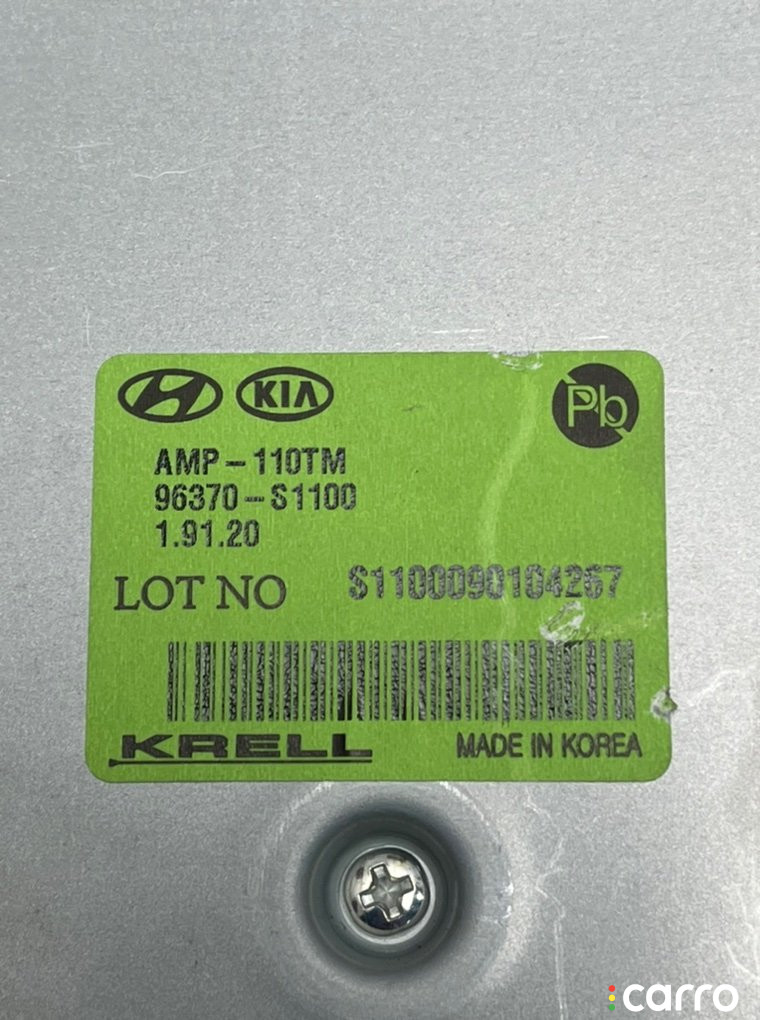 KIA
Pb
AMP-110TM
96370-S1100
1.91.20
LOT NO S1100090104267
KRELL MADE IN KOREA
carro